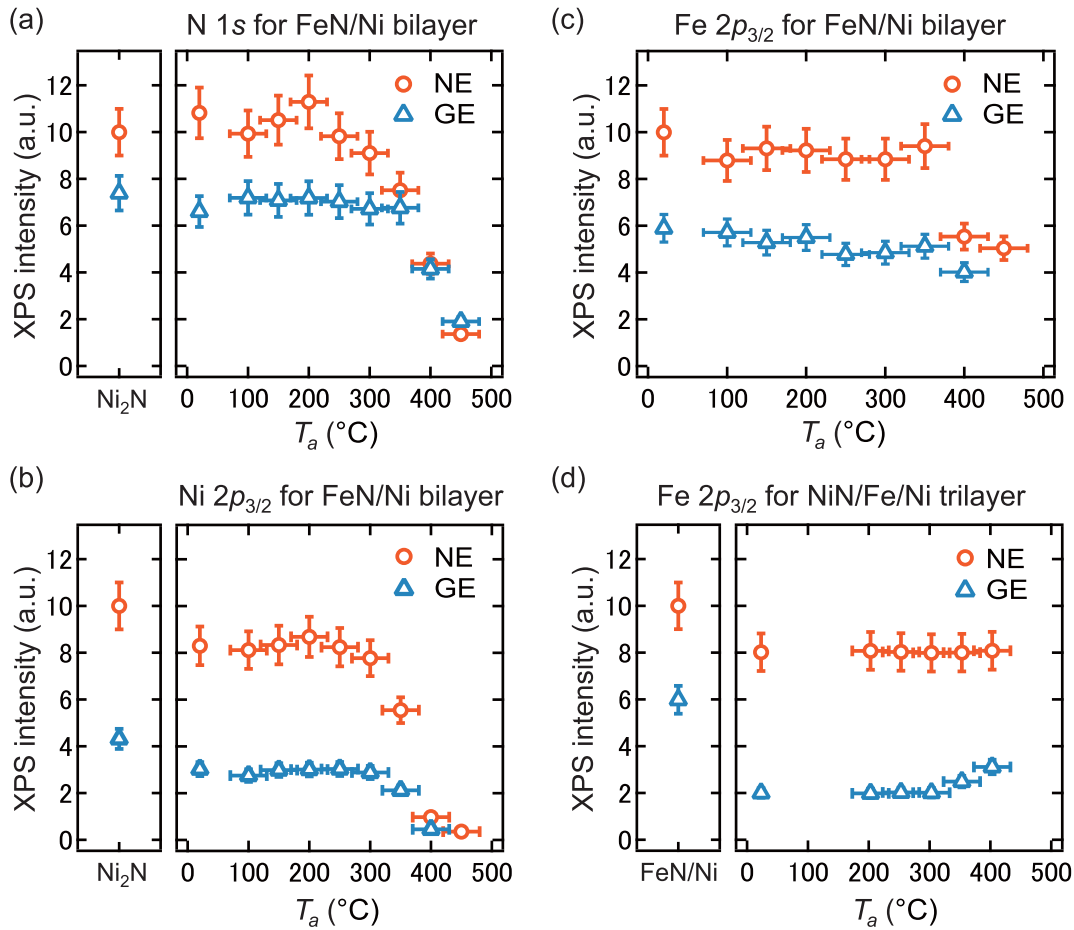 (a)
N 1s for FeN/Ni bilayer
NE
GE
XPS intensity (a.u.)
12
10
8
6
4
2
0
Ni₂N
0 100 200 300 400 500
Tₐ (°C)
(c)
Fe 2p₃/₂ for FeN/Ni bilayer
NE
GE
XPS intensity (a.u.)
12
10
8
6
4
2
0
0 100 200 300 400 500
Tₐ (°C)
(b)
Ni 2p₃/₂ for FeN/Ni bilayer
NE
GE
XPS intensity (a.u.)
12
10
8
6
4
2
0
Ni₂N
0 100 200 300 400 500
Tₐ (°C)
(d)
Fe 2p₃/₂ for NiN/Fe/Ni trilayer
NE
GE
XPS intensity (a.u.)
12
10
8
6
4
2
0
FeN/Ni
0 100 200 300 400 500
Tₐ (°C)